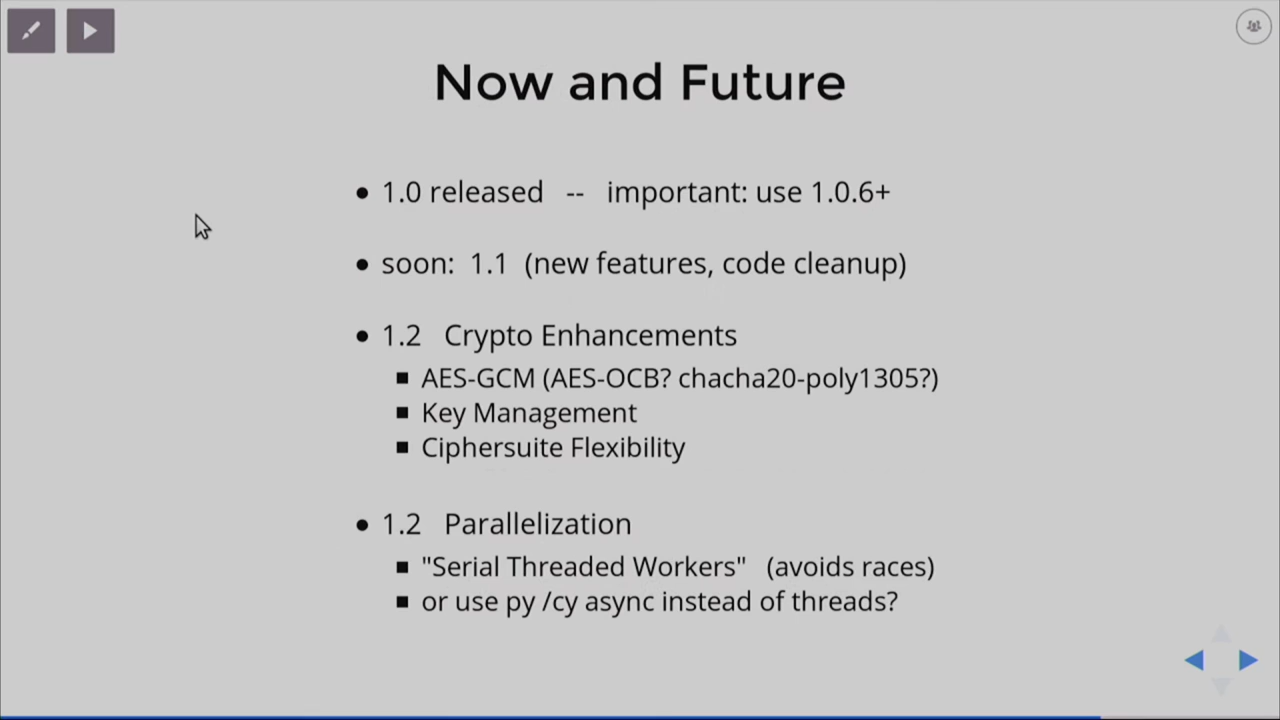 Now and Future
• 1.0 released -- important: use 1.0.6+
• soon: 1.1 (new features, code cleanup)
• 1.2 Crypto Enhancements
▪ AES-GCM (AES-OCB? chacha20-poly1305?)
▪ Key Management
▪ Ciphersuite Flexibility
• 1.2 Parallelization
▪ "Serial Threaded Workers" (avoids races)
▪ or use py /cy async instead of threads?